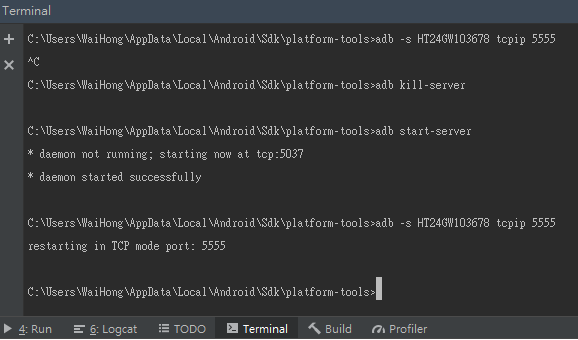 Terminal
C:\Users\WaiHong\AppData\Local\Android\Sdk\platform-tools>adb -s HT24GW103678 tcpip 5555
^C
C:\Users\WaiHong\AppData\Local\Android\Sdk\platform-tools>adb kill-server
C:\Users\WaiHong\AppData\Local\Android\Sdk\platform-tools>adb start-server
* daemon not running; starting now at tcp:5037
* daemon started successfully
C:\Users\WaiHong\AppData\Local\Android\Sdk\platform-tools>adb -s HT24GW103678 tcpip 5555
restarting in TCP mode port: 5555
C:\Users\WaiHong\AppData\Local\Android\Sdk\platform-tools>
4: Run 6: Logcat TODO Terminal Build Profiler